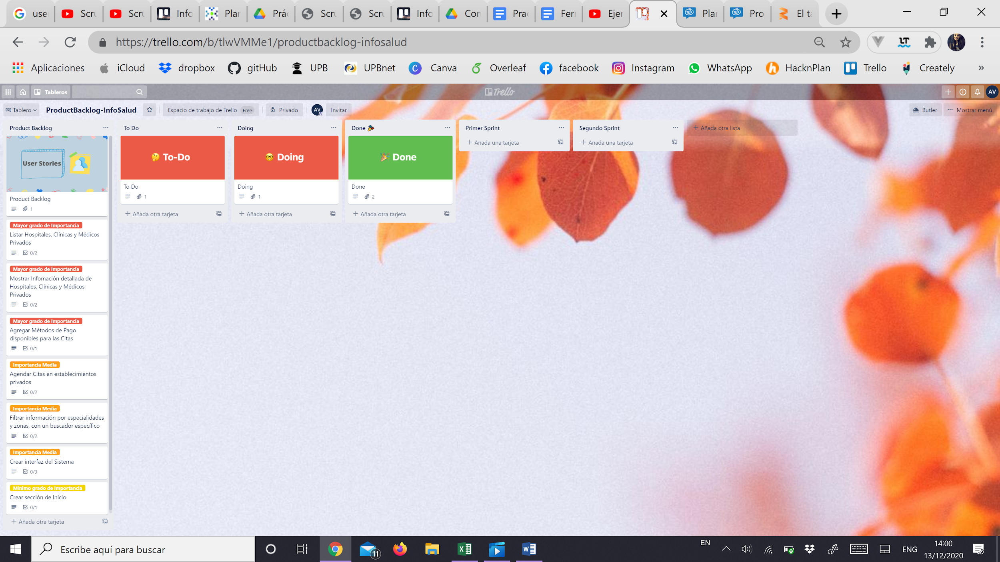 use
Scru
Scru
Info
Plan
Prác
Scru
Scru
Info
Con
Prac
Ferr
Ejer
Plan
Pro
El ta
https://trello.com/b/tlwVMMe1/productbacklog-infosalud
Aplicaciones
iCloud
dropbox
gitHub
UPB
UPBnet
Canva
Overleaf
facebook
Instagram
WhatsApp
HacknPlan
Trello
Creately
»
Tableros
Trello
AV
Tablero
ProductBacklog-InfoSalud
Espacio de trabajo de Trello Free
Privado
AV
Invitar
Butler
Mostrar menú
Product Backlog
User Stories
Product Backlog
1
Mayor grado de Importancia
Listar Hospitales, Clínicas y Médicos
Privados
0/2
Mayor grado de Importancia
Mostrar Infomación detallada de
Hospitales, Clínicas y Médicos
Privados
0/2
Mayor grado de Importancia
Agregar Métodos de Pago
disponibles para las Citas
0/1
Importancia Media
Agendar Citas en establecimientos
privados
0/2
Importancia Media
Filtrar información por especialidades
y zonas, con un buscador específico
0/2
Importancia Media
Crear interfaz del Sistema
0/3
Mínimo grado de Importancia
Crear sección de Inicio
0/1
+ Añada otra tarjeta
To Do
To-Do
To Do
1
+ Añada otra tarjeta
Doing
Doing
Doing
1
+ Añada otra tarjeta
Done
Done
Done
2
+ Añada otra tarjeta
Primer Sprint
+ Añada una tarjeta
Segundo Sprint
+ Añada una tarjeta
+ Añada otra lista
Escribe aquí para buscar
11
EN
ENG
14:00
13/12/2020